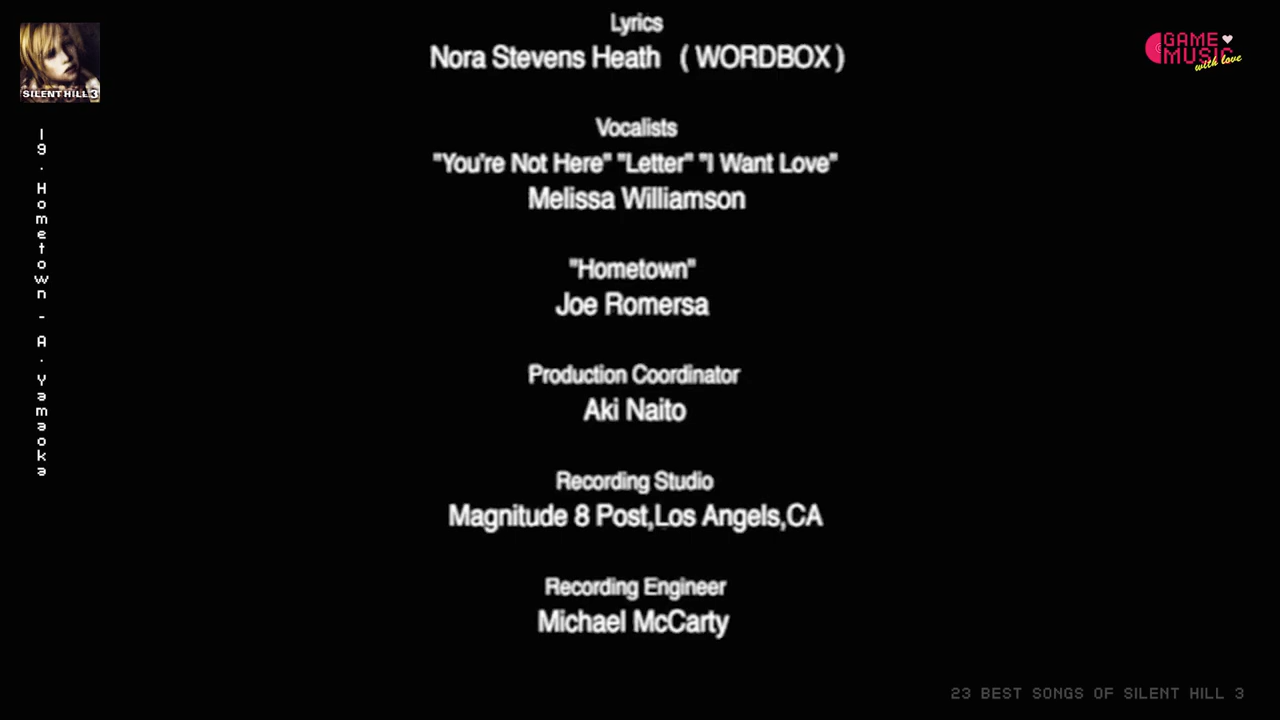 SILENT HILL 3
19. Hometown - A. Yamaoka
Lyrics
Nora Stevens Heath ( WORDBOX )
Vocalists
"You're Not Here" "Letter" "I Want Love"
Melissa Williamson
"Hometown"
Joe Romersa
Production Coordinator
Aki Naito
Recording Studio
Magnitude 8 Post,Los Angels,CA
Recording Engineer
Michael McCarty
GAME
MUSIC
with love
23 BEST SONGS OF SILENT HILL 3